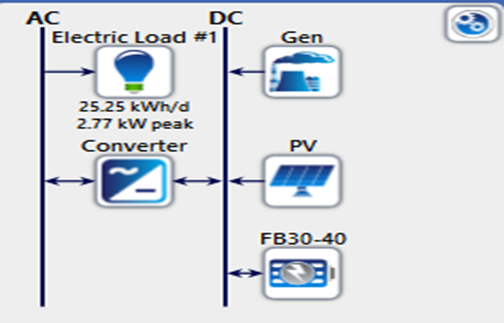 AC
DC
Electric Load #1
Gen
25.25 kWh/d
2.77 kW peak
Converter
PV
FB30-40